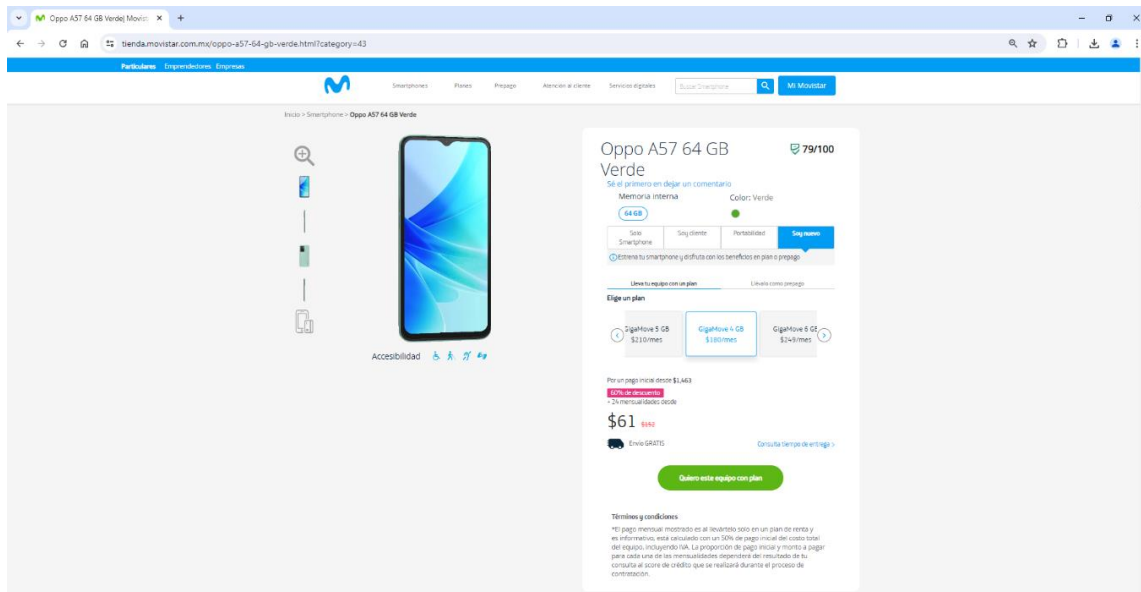 Oppo A57 64 GB Verde| Movist
tienda.movistar.com.mx/oppo-a57-64-gb-verde.html?category=43
Particulares Emprendedores Empresas
Smartphones Planes Prepago Atención al cliente Servicios digitales Buscar Smartphone Mi Movistar
Inicio > Smartphone > Oppo A57 64 GB Verde
Oppo A57 64 GB
Verde
79/100
Sé el primero en dejar un comentario
Memoria interna Color: Verde
64 GB
Solo Smartphone
Soy cliente
Portabilidad
Soy nuevo
Estrena tu smartphone y disfruta con los beneficios en plan o prepago
Lleva tu equipo con un plan Llévalo como prepago
Elige un plan
GigaMove 5 GB
$210/mes
GigaMove 4 GB
$180/mes
GigaMove 6 GB
$249/mes
Accesibilidad
Por un pago inicial desde $1,463
60% de descuento
+ 24 mensualidades desde
$61
Envío GRATIS Consulta tiempo de entrega >
Quiero este equipo con plan
Términos y condiciones
*El pago mensual mostrado es al llevártelo solo en un plan de renta y
es informativo, está calculado con un 50% de pago inicial del costo total
del equipo, incluyendo IVA. La proporción de pago inicial y monto a pagar
para cada una de las mensualidades dependerá del resultado de tu
consulta al score de crédito que se realizará durante el proceso de
contratación.